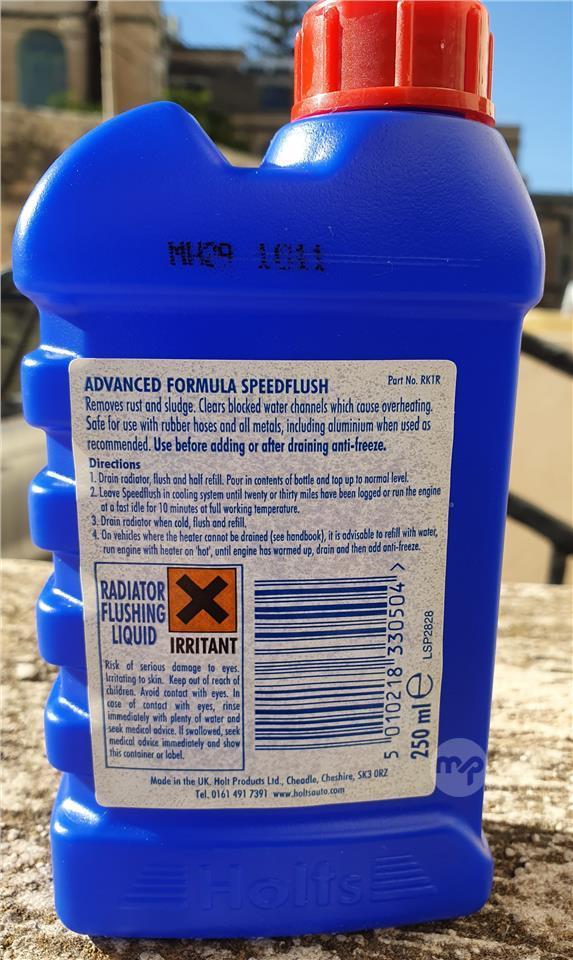 MH29 1011
ADVANCED FORMULA SPEEDFLUSH
Part No. RK1R
Removes rust and sludge. Clears blocked water channels which cause overheating.
Safe for use with rubber hoses and all metals, including aluminium when used as
recommended. Use before adding or after draining anti-freeze.
Directions
1. Drain radiator, flush and half refill. Pour in contents of bottle and top up to normal level.
2. Leave Speedflush in cooling system until twenty or thirty miles have been logged or run the engine
at a fast idle for 10 minutes at full working temperature.
3. Drain radiator when cold, flush and refill.
4. On vehicles where the heater cannot be drained (see handbook), it is advisable to refill with water,
run engine with heater on 'hot', until engine has warmed up, drain and then add anti-freeze.
RADIATOR
FLUSHING
LIQUID
IRRITANT
Risk of serious damage to eyes.
Irritating to skin. Keep out of reach of
children. Avoid contact with eyes. In
case of contact with eyes, rinse
immediately with plenty of water and
seek medical advice. If swallowed, seek
medical advice immediately and show
this container or label.
5 010218 330504 >
250 ml e
LSP2828
Made in the UK. Holt Products Ltd., Cheadle, Cheshire, SK3 0RZ
Tel. 0161 491 7391 www.holtsauto.com
mp
Holts